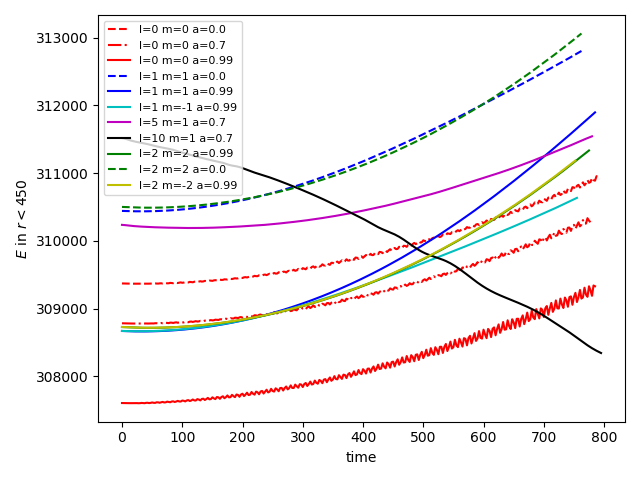 313000
312000
311000
310000
309000
308000
E in r < 450
l=0 m=0 a=0.0
l=0 m=0 a=0.7
l=0 m=0 a=0.99
l=1 m=1 a=0.0
l=1 m=1 a=0.99
l=1 m=-1 a=0.99
l=5 m=1 a=0.7
l=10 m=1 a=0.7
l=2 m=2 a=0.99
l=2 m=2 a=0.0
l=2 m=-2 a=0.99
0 100 200 300 400 500 600 700 800
time